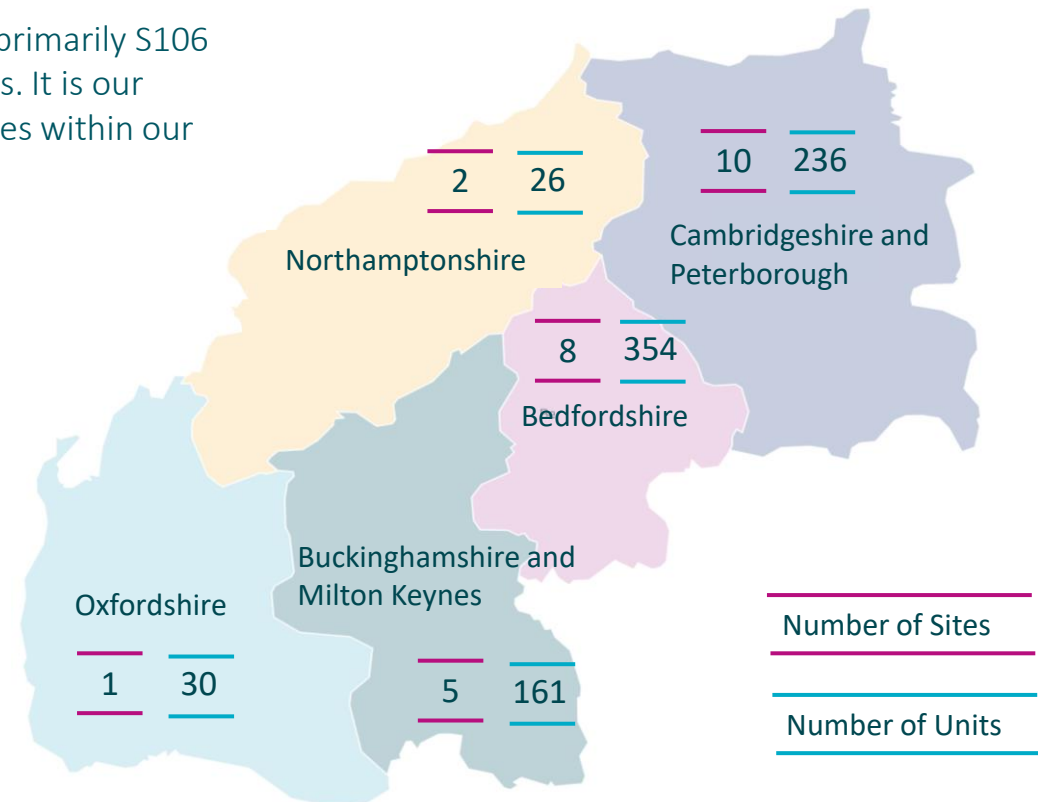 primarily S106
s. It is our
es within our
2 26
Northamptonshire
10 236
Cambridgeshire and
Peterborough
8 354
Bedfordshire
Buckinghamshire and
Milton Keynes
5 161
Oxfordshire
1 30
Number of Sites
Number of Units